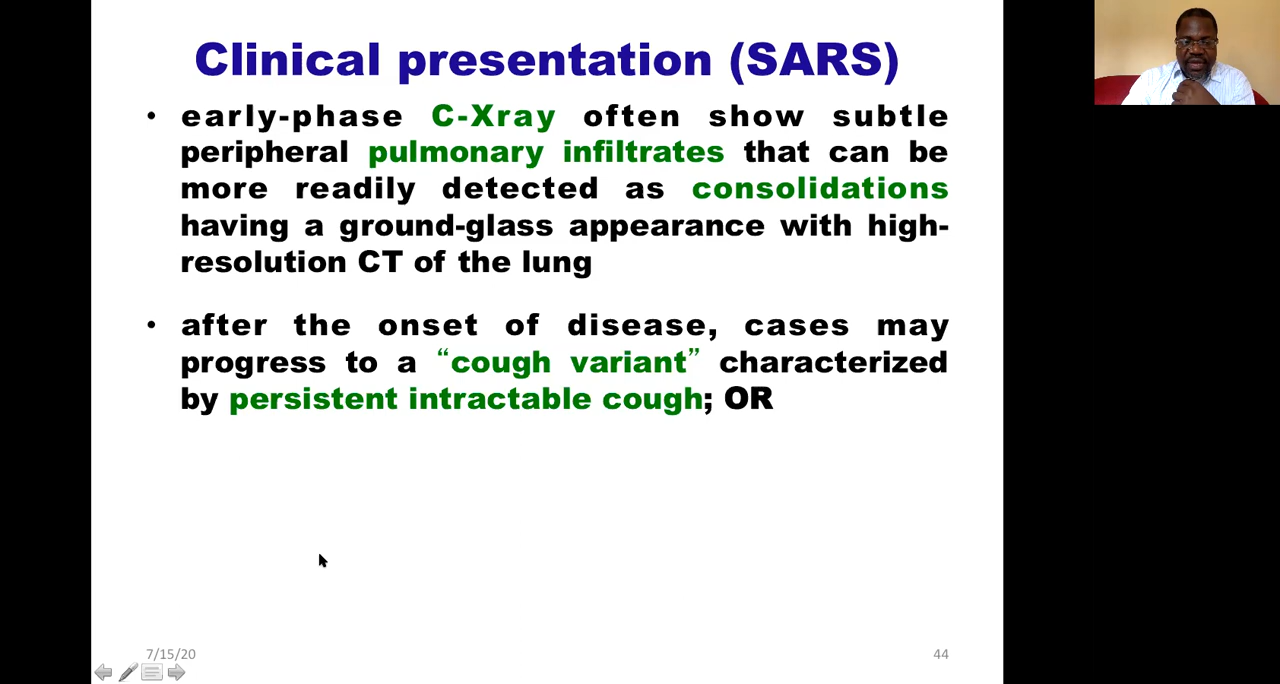 Clinical presentation (SARS)
• early-phase C-Xray often show subtle
peripheral pulmonary infiltrates that can be
more readily detected as consolidations
having a ground-glass appearance with high-
resolution CT of the lung
• after the onset of disease, cases may
progress to a “cough variant” characterized
by persistent intractable cough; OR
7/15/20
44